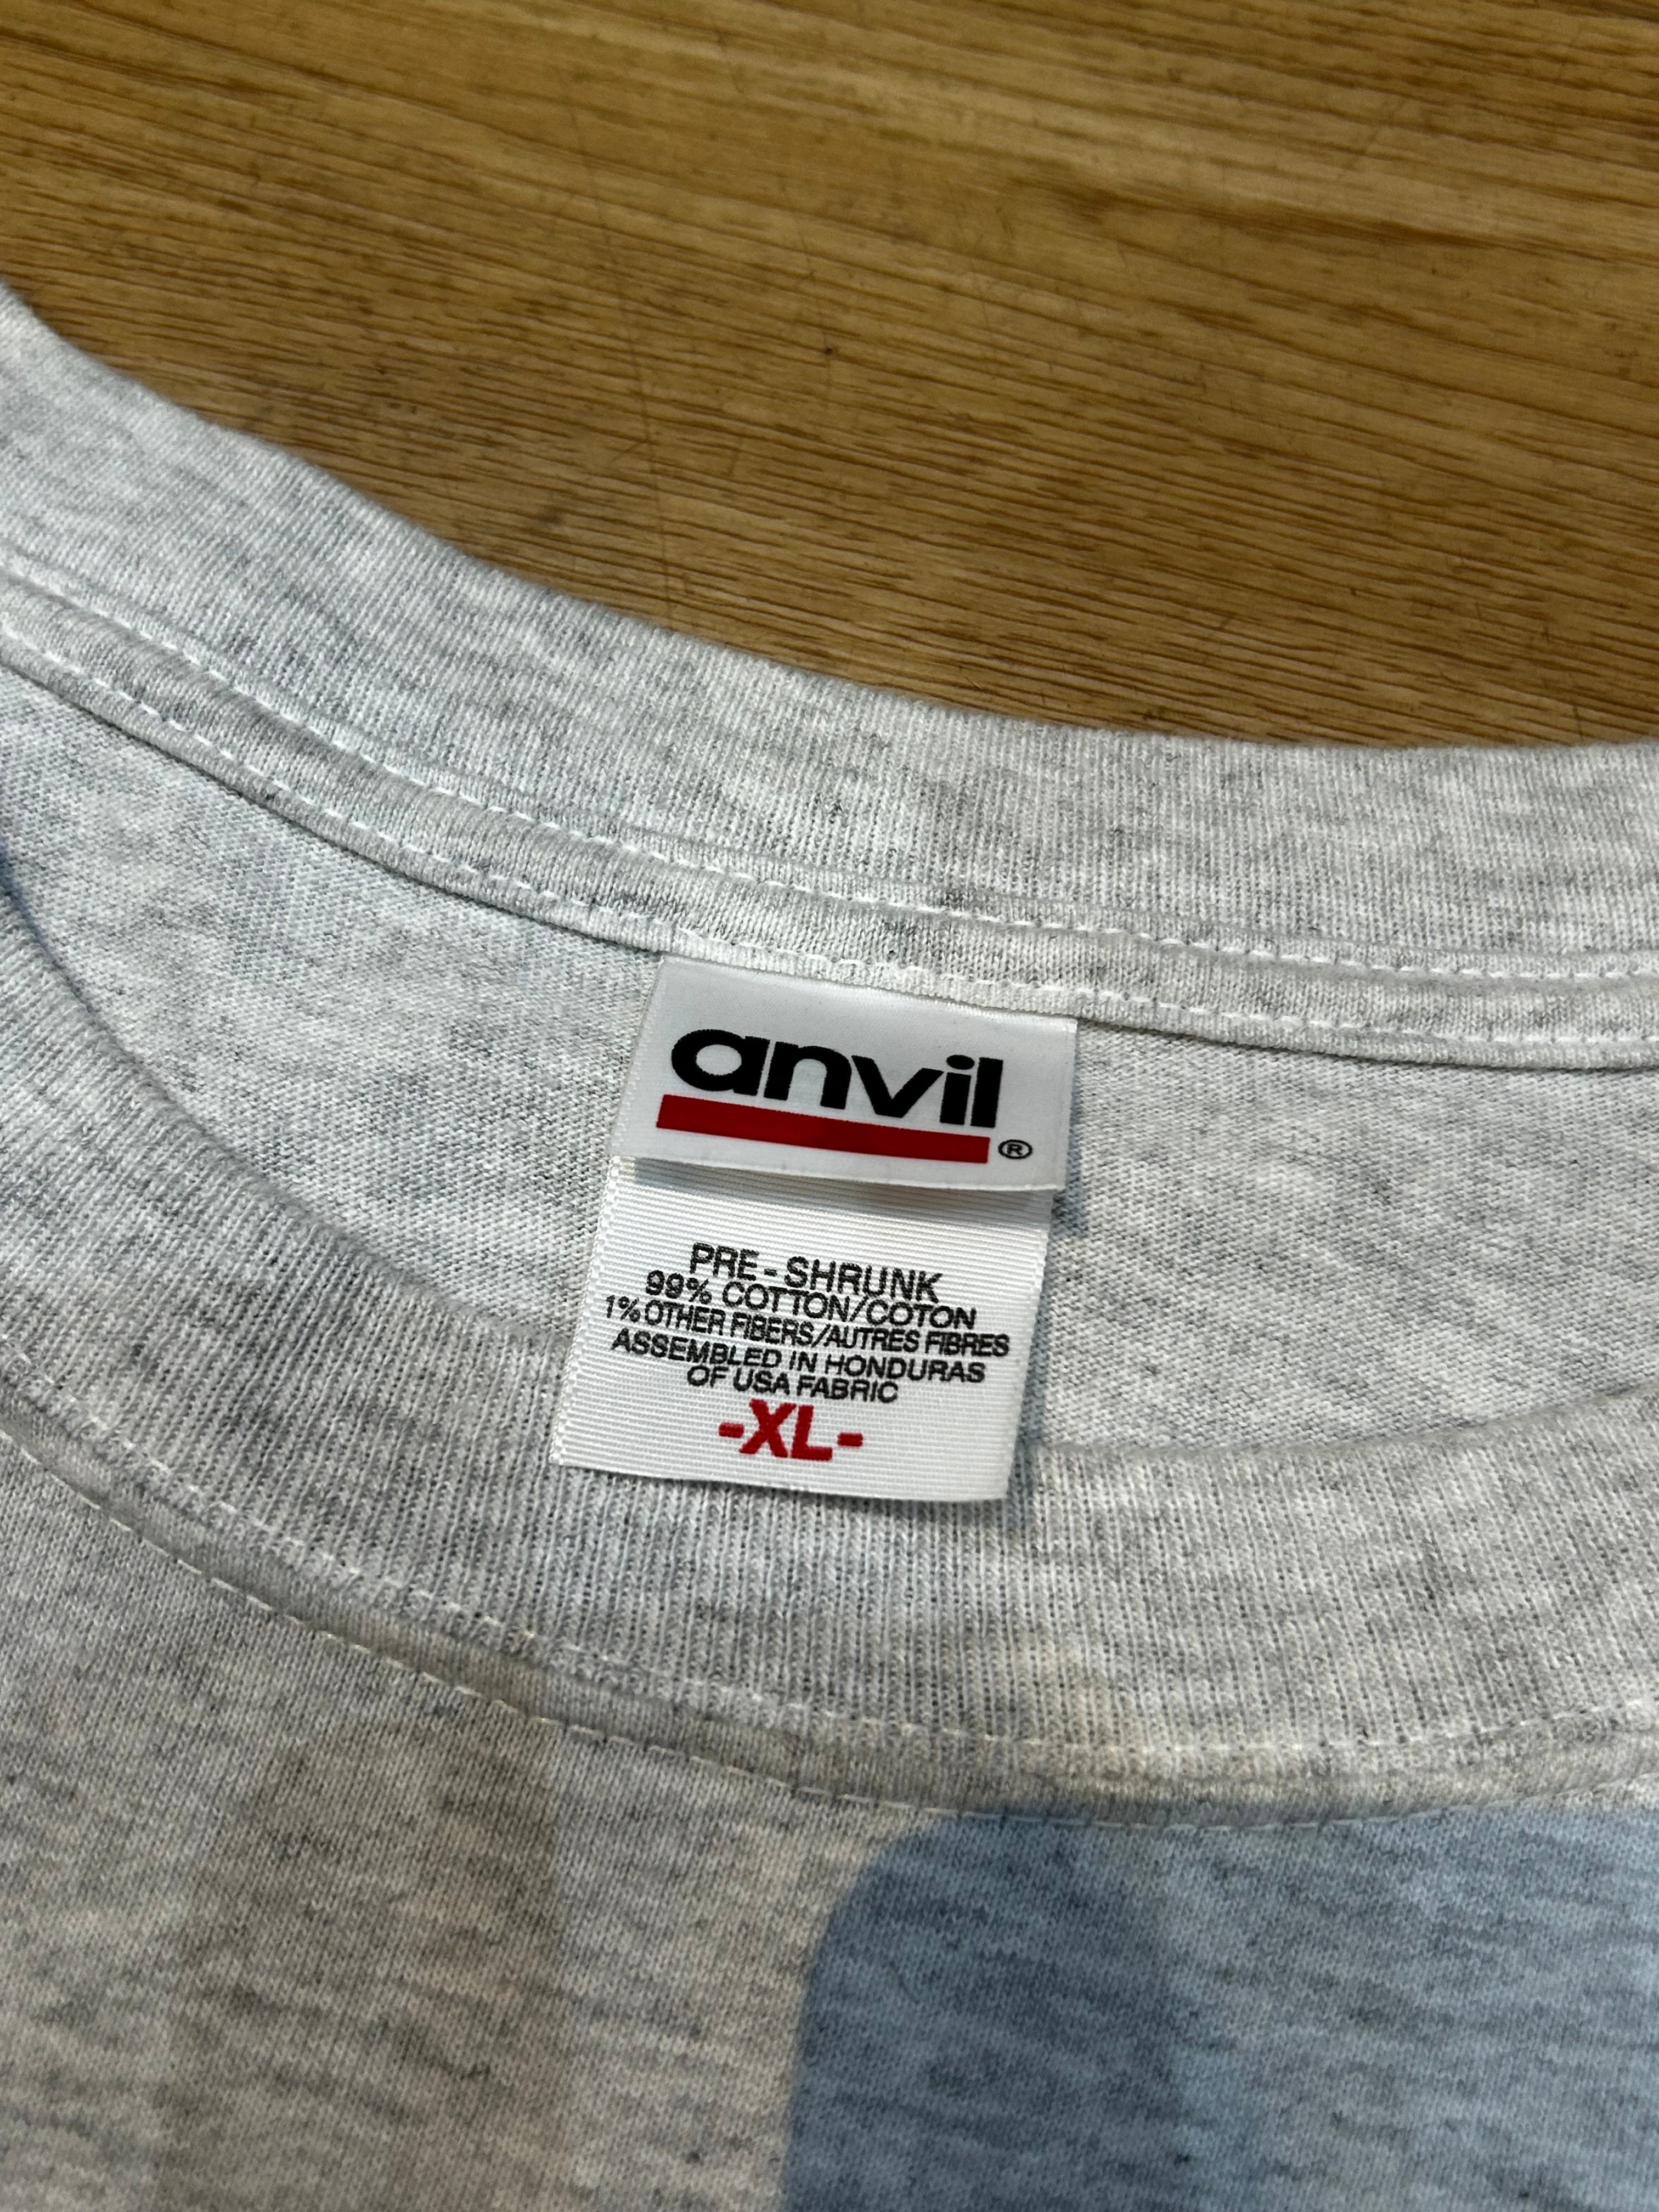 anvil
®
PRE-SHRUNK
99% COTTON/COTON
1% OTHER FIBERS/AUTRES FIBRES
ASSEMBLED IN HONDURAS
OF USA FABRIC
-XL-